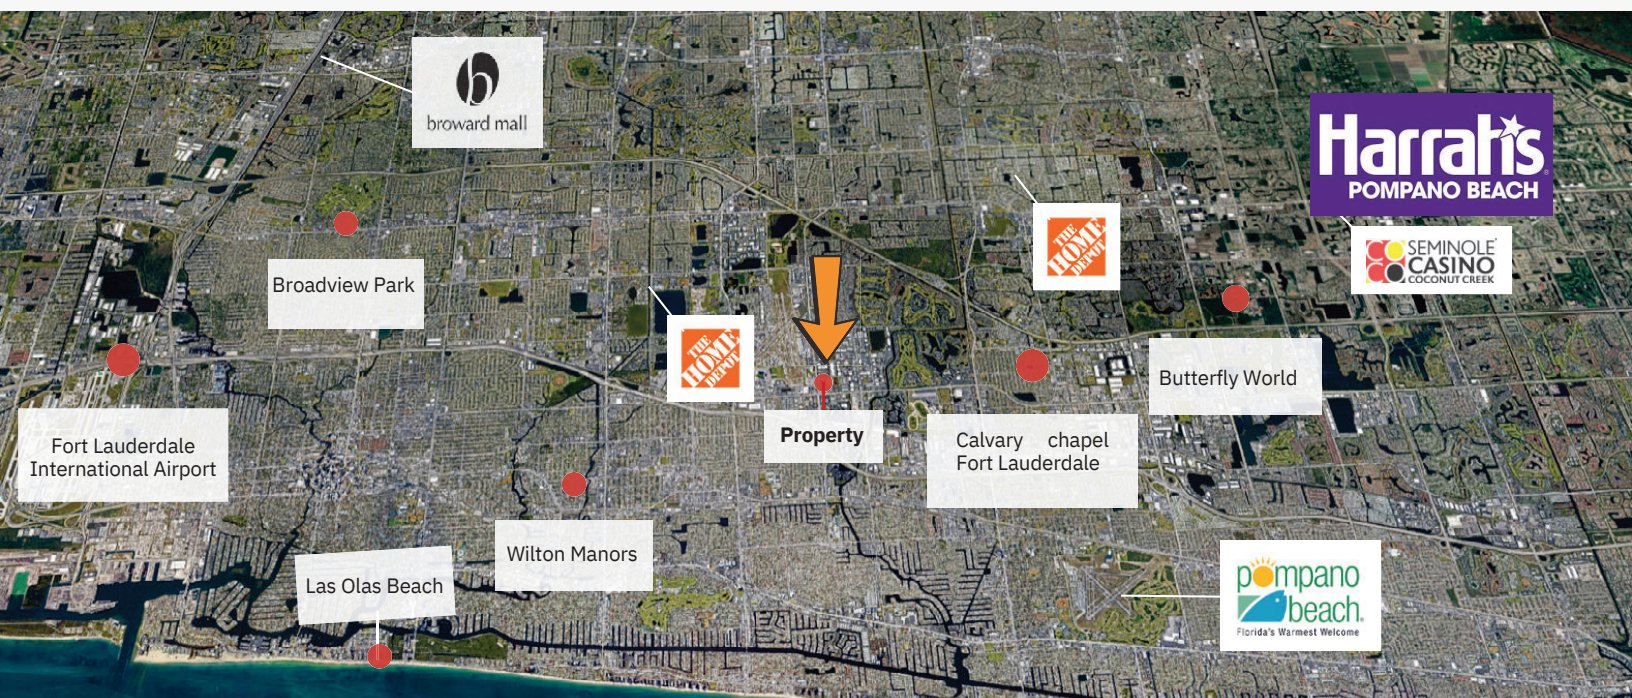 broward mall
Harrah's
POMPANO BEACH
SEMINOLE
CASINO
COCONUT CREEK
THE
HOME
DEPOT
Broadview Park
THE
HOME
DEPOT
Butterfly World
Property
Fort Lauderdale
International Airport
Calvary chapel
Fort Lauderdale
Wilton Manors
Las Olas Beach
pompano
beach.
Florida's Warmest Welcome